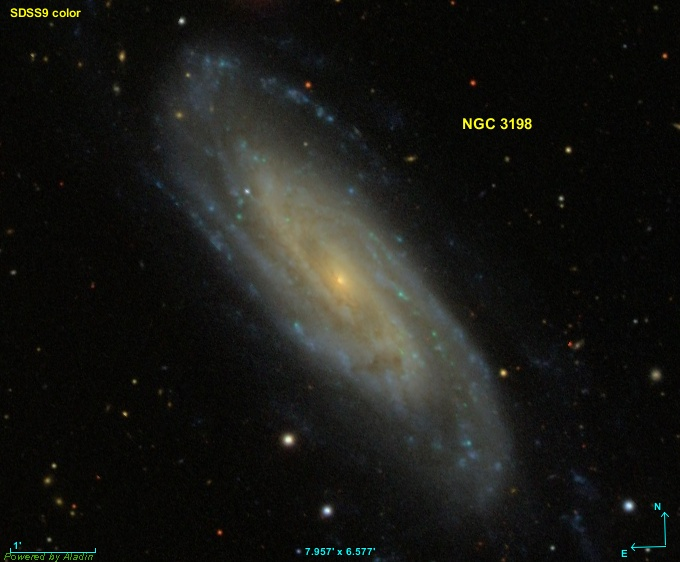 SDSS9 color
NGC 3198
N
E
1'
7.957' x 6.577'
Powered by Aladin